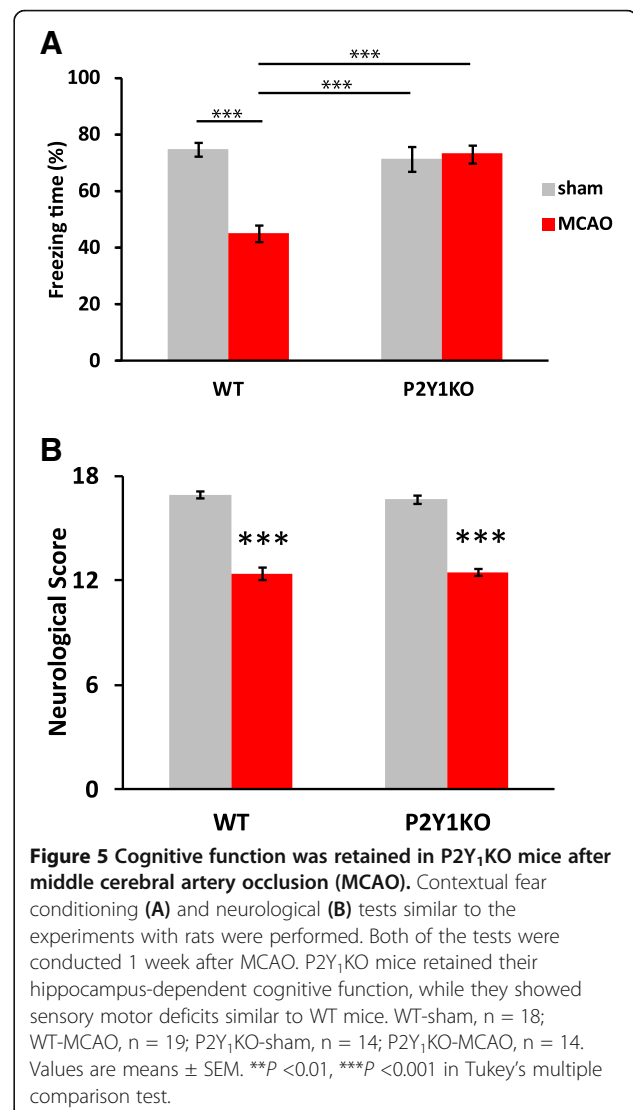 A
***
***
***
100
80
60
40
20
0
Freezing time (%)
sham
MCAO
WT P2Y1KO
B
18
12
6
0
Neurological Score
*** ***
WT P2Y1KO
Figure 5 Cognitive function was retained in P2Y₁KO mice after
middle cerebral artery occlusion (MCAO). Contextual fear
conditioning (A) and neurological (B) tests similar to the
experiments with rats were performed. Both of the tests were
conducted 1 week after MCAO. P2Y₁KO mice retained their
hippocampus-dependent cognitive function, while they showed
sensory motor deficits similar to WT mice. WT-sham, n = 18;
WT-MCAO, n = 19; P2Y₁KO-sham, n = 14; P2Y₁KO-MCAO, n = 14.
Values are means ± SEM. **P <0.01, ***P <0.001 in Tukey's multiple
comparison test.